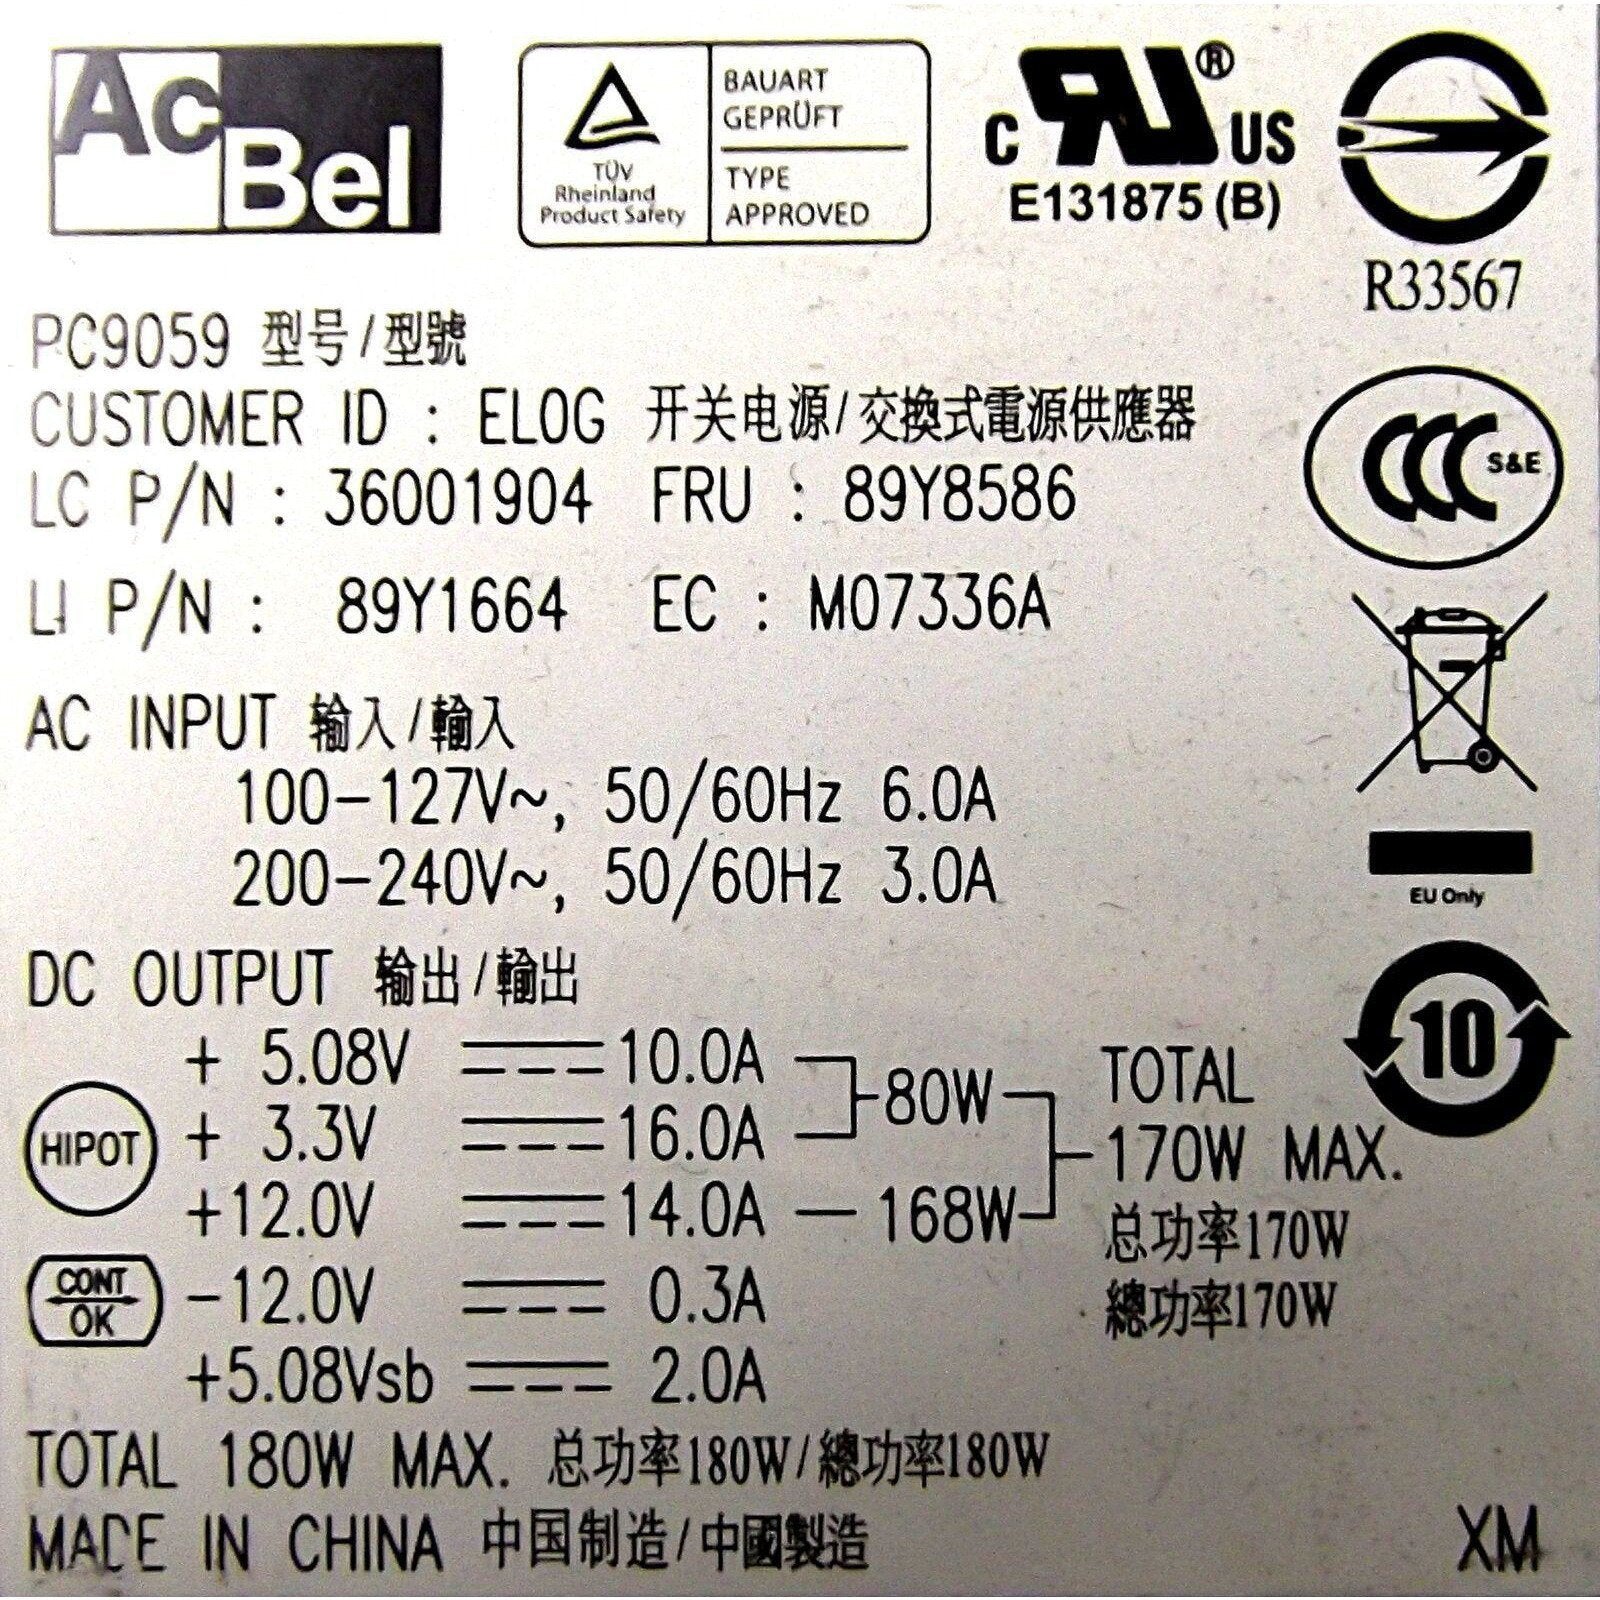 AcBel
TÜV
Rheinland
Product Safety
BAUART
GEPRÜFT
TYPE
APPROVED
C RU® US
E131875 (B)
R33567
PC9059 型号/型號
CUSTOMER ID : ELOG 开关电源/交換式電源供應器
LC P/N : 36001904 FRU : 89Y8586
CCC S&E
LI P/N : 89Y1664 EC : M07336A
AC INPUT 输入/輸入
100-127V~, 50/60Hz 6.0A
200-240V~, 50/60Hz 3.0A
EU Only
DC OUTPUT 输出/輸出
+ 5.08V 10.0A
+ 3.3V 16.0A
80W
+12.0V 14.0A — 168W
TOTAL
170W MAX.
总功率170W
總功率170W
10
HIPOT
CONT
OK
-12.0V 0.3A
+5.08Vsb 2.0A
TOTAL 180W MAX. 总功率180W/總功率180W
MADE IN CHINA 中国制造/中國製造
XM